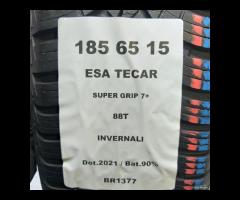 185 65 15
ESA TECAR
SUPER GRIP 7+
88T
INVERNALI
Dot.2021 / Bat.90%
BR1377